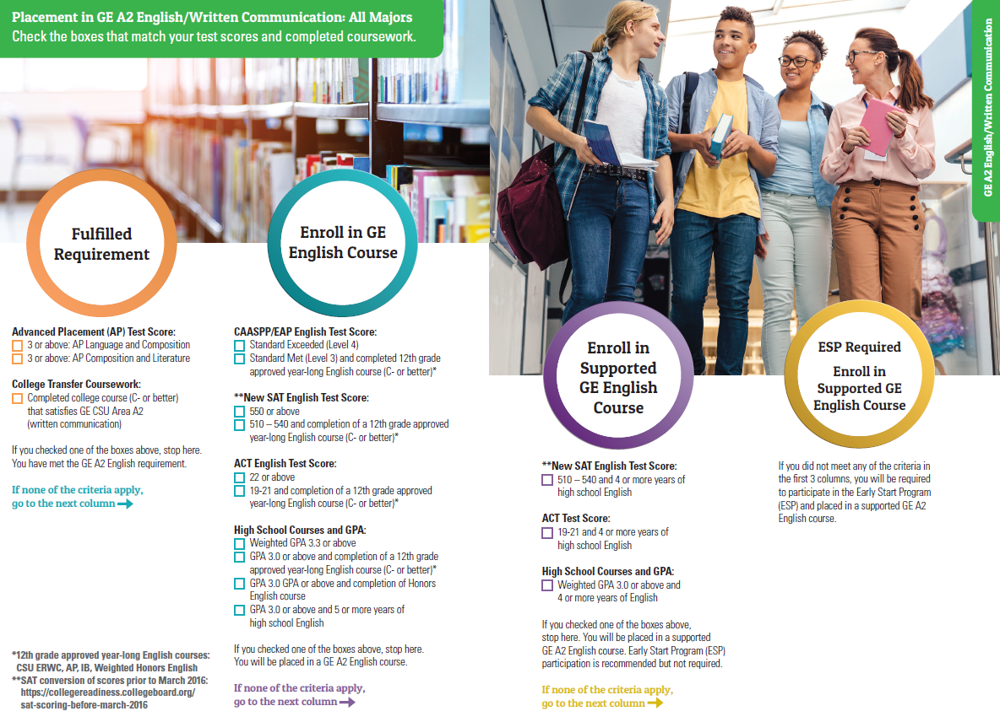 Placement in GE A2 English/Written Communication: All Majors
Check the boxes that match your test scores and completed coursework.
GE A2 English/Written Communication
Fulfilled
Requirement
Advanced Placement (AP) Test Score:
3 or above: AP Language and Composition
3 or above: AP Composition and Literature
College Transfer Coursework:
Completed college course (C- or better)
that satisfies GE CSU Area A2
(written communication)
If you checked one of the boxes above, stop here.
You have met the GE A2 English requirement.
If none of the criteria apply,
go to the next column
*12th grade approved year-long English courses:
CSU ERWC, AP, IB, Weighted Honors English
**SAT conversion of scores prior to March 2016:
https://collegereadiness.collegeboard.org/
sat-scoring-before-march-2016
Enroll in GE
English Course
CAASPP/EAP English Test Score:
Standard Exceeded (Level 4)
Standard Met (Level 3) and completed 12th grade
approved year-long English course (C- or better)*
**New SAT English Test Score:
550 or above
510 – 540 and completion of a 12th grade approved
year-long English course (C- or better)*
ACT English Test Score:
22 or above
19-21 and completion of a 12th grade approved
year-long English course (C- or better)*
High School Courses and GPA:
Weighted GPA 3.3 or above
GPA 3.0 or above and completion of a 12th grade
approved year-long English course (C- or better)*
GPA 3.0 GPA or above and completion of Honors
English course
GPA 3.0 or above and 5 or more years of
high school English
If you checked one of the boxes above, stop here.
You will be placed in a GE A2 English course.
If none of the criteria apply,
go to the next column
Enroll in
Supported
GE English
Course
**New SAT English Test Score:
510 – 540 and 4 or more years of
high school English
ACT Test Score:
19-21 and 4 or more years of
high school English
High School Courses and GPA:
Weighted GPA 3.0 or above and
4 or more years of English
If you checked one of the boxes above,
stop here. You will be placed in a supported
GE A2 English course. Early Start Program (ESP)
participation is recommended but not required.
If none of the criteria apply,
go to the next column
ESP Required
Enroll in
Supported GE
English Course
If you did not meet any of the criteria in
the first 3 columns, you will be required
to participate in the Early Start Program
(ESP) and placed in a supported GE A2
English course.